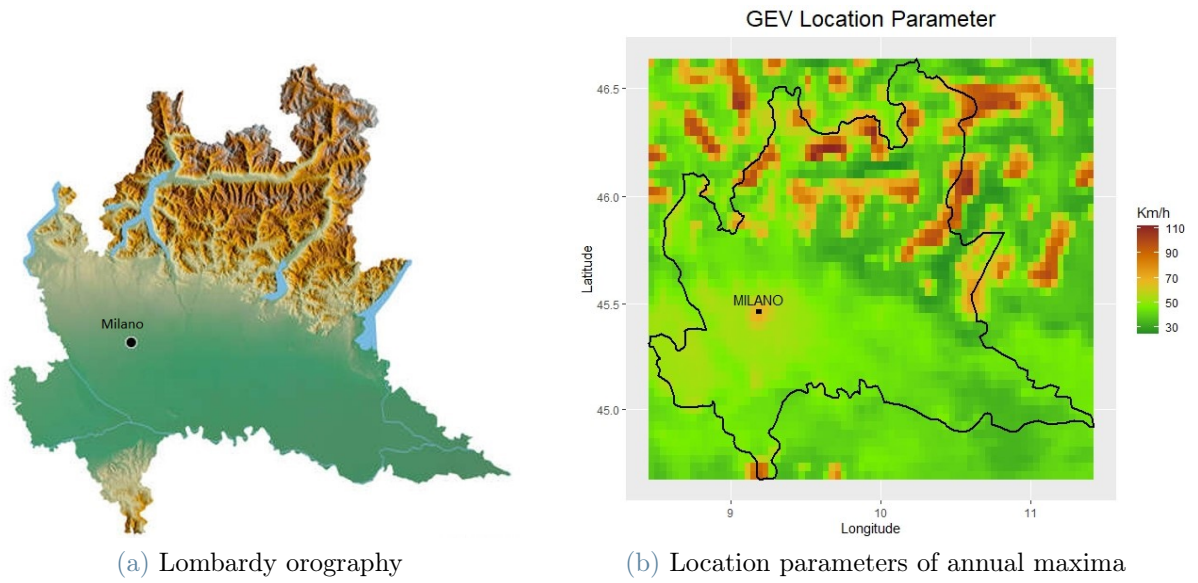 Milano
(a) Lombardy orography
GEV Location Parameter
Latitude
46.5
46.0
45.5
45.0
MILANO
9
10
11
Longitude
Km/h
110
90
70
50
30
(b) Location parameters of annual maxima